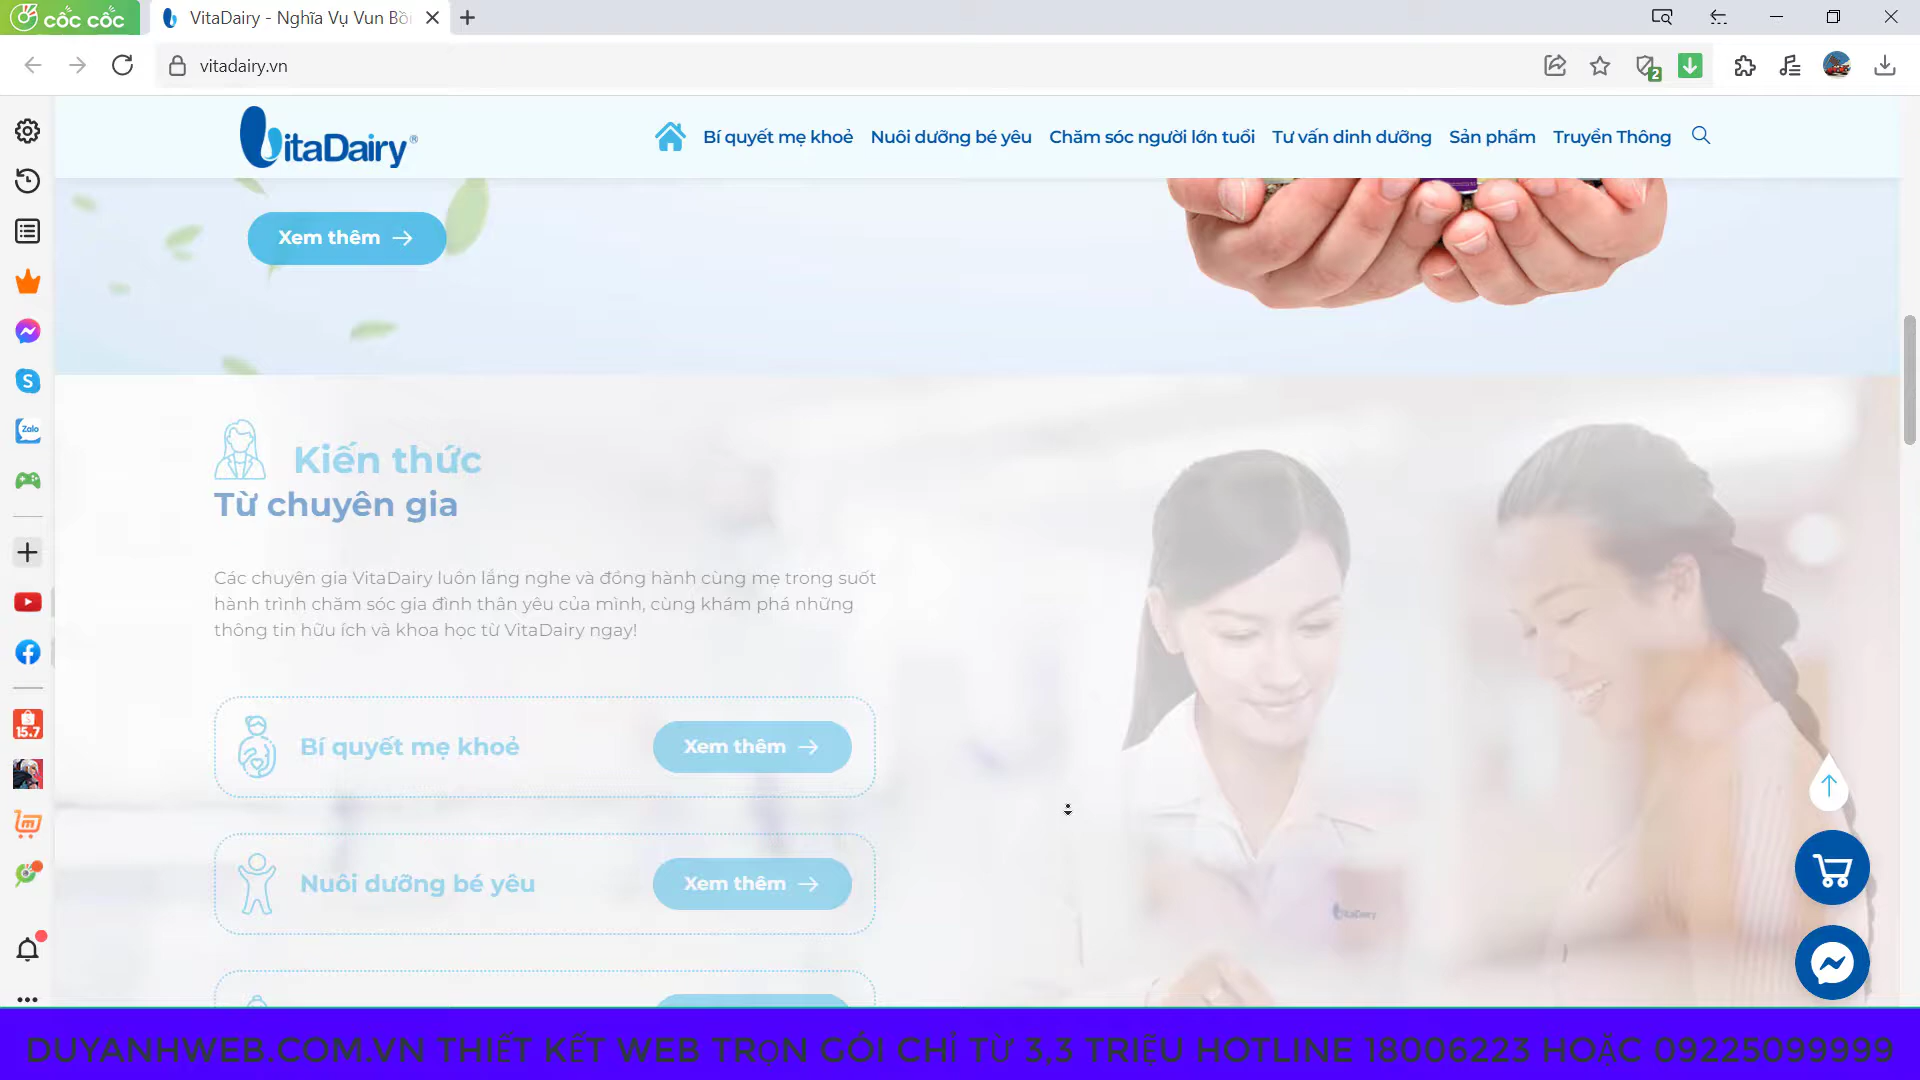 cốc cốc
VitaDairy - Nghĩa Vụ Vun Bồi
vitadairy.vn
2
VitaDairy®
Bí quyết mẹ khoẻ
Nuôi dưỡng bé yêu
Chăm sóc người lớn tuổi
Tư vấn dinh dưỡng
Sản phẩm
Truyền Thông
Xem thêm
Kiến thức
Từ chuyên gia
Các chuyên gia VitaDairy luôn lắng nghe và đồng hành cùng mẹ trong suốt
hành trình chăm sóc gia đình thân yêu của mình, cùng khám phá những
thông tin hữu ích và khoa học từ VitaDairy ngay!
Bí quyết mẹ khoẻ
Xem thêm
Nuôi dưỡng bé yêu
Xem thêm
VitaDairy
Zalo
15.7
DUYANHWEB.COM.VN THIẾT KẾT WEB TRỌN GÓI CHỈ TỪ 3,3 TRIỆU HOTLINE 18006223 HOẶC 09225099999